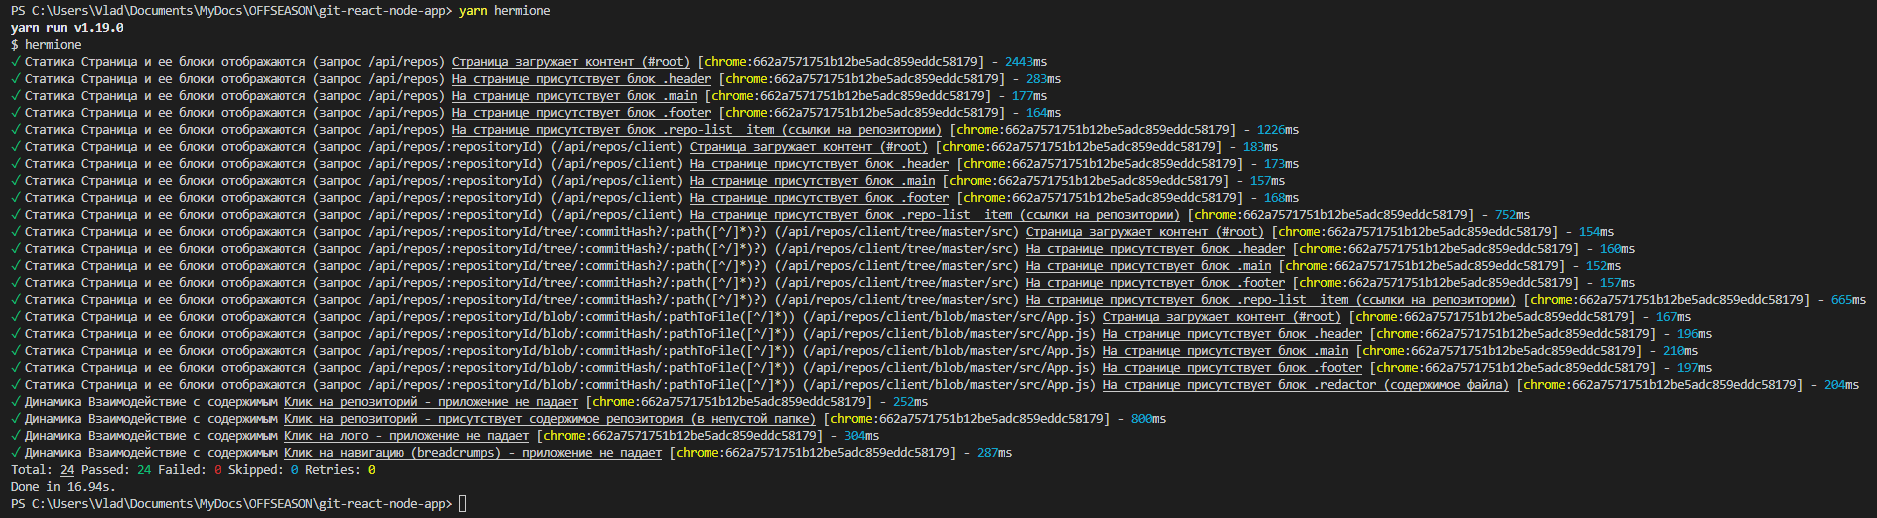 PS C:\Users\Vlad\Documents\MyDocs\OFFSEASON\git-react-node-app> yarn hermione
yarn run v1.19.0
$ hermione
✓ Статика Страница и ее блоки отображаются (запрос /api/repos) Страница загружает контент (#root) [chrome:662a7571751b12be5adc859eddc58179] - 2443ms
✓ Статика Страница и ее блоки отображаются (запрос /api/repos) На странице присутствует блок .header [chrome:662a7571751b12be5adc859eddc58179] - 283ms
✓ Статика Страница и ее блоки отображаются (запрос /api/repos) На странице присутствует блок .main [chrome:662a7571751b12be5adc859eddc58179] - 177ms
✓ Статика Страница и ее блоки отображаются (запрос /api/repos) На странице присутствует блок .footer [chrome:662a7571751b12be5adc859eddc58179] - 164ms
✓ Статика Страница и ее блоки отображаются (запрос /api/repos) На странице присутствует блок .repo-list__item (ссылки на репозитории) [chrome:662a7571751b12be5adc859eddc58179] - 1226ms
✓ Статика Страница и ее блоки отображаются (запрос /api/repos/:repositoryId) (/api/repos/client) Страница загружает контент (#root) [chrome:662a7571751b12be5adc859eddc58179] - 183ms
✓ Статика Страница и ее блоки отображаются (запрос /api/repos/:repositoryId) (/api/repos/client) На странице присутствует блок .header [chrome:662a7571751b12be5adc859eddc58179] - 173ms
✓ Статика Страница и ее блоки отображаются (запрос /api/repos/:repositoryId) (/api/repos/client) На странице присутствует блок .main [chrome:662a7571751b12be5adc859eddc58179] - 157ms
✓ Статика Страница и ее блоки отображаются (запрос /api/repos/:repositoryId) (/api/repos/client) На странице присутствует блок .footer [chrome:662a7571751b12be5adc859eddc58179] - 168ms
✓ Статика Страница и ее блоки отображаются (запрос /api/repos/:repositoryId) (/api/repos/client) На странице присутствует блок .repo-list__item (ссылки на репозитории) [chrome:662a7571751b12be5adc859eddc58179] - 752ms
✓ Статика Страница и ее блоки отображаются (запрос /api/repos/:repositoryId/tree/:commitHash?/:path([^/]*)?) (/api/repos/client/tree/master/src) Страница загружает контент (#root) [chrome:662a7571751b12be5adc859eddc58179] - 154ms
✓ Статика Страница и ее блоки отображаются (запрос /api/repos/:repositoryId/tree/:commitHash?/:path([^/]*)?) (/api/repos/client/tree/master/src) На странице присутствует блок .header [chrome:662a7571751b12be5adc859eddc58179] - 160ms
✓ Статика Страница и ее блоки отображаются (запрос /api/repos/:repositoryId/tree/:commitHash?/:path([^/]*)?) (/api/repos/client/tree/master/src) На странице присутствует блок .main [chrome:662a7571751b12be5adc859eddc58179] - 152ms
✓ Статика Страница и ее блоки отображаются (запрос /api/repos/:repositoryId/tree/:commitHash?/:path([^/]*)?) (/api/repos/client/tree/master/src) На странице присутствует блок .footer [chrome:662a7571751b12be5adc859eddc58179] - 157ms
✓ Статика Страница и ее блоки отображаются (запрос /api/repos/:repositoryId/tree/:commitHash?/:path([^/]*)?) (/api/repos/client/tree/master/src) На странице присутствует блок .repo-list__item (ссылки на репозитории) [chrome:662a7571751b12be5adc859eddc58179] - 665ms
✓ Статика Страница и ее блоки отображаются (запрос /api/repos/:repositoryId/blob/:commitHash/:pathToFile([^/]*)) (/api/repos/client/blob/master/src/App.js) Страница загружает контент (#root) [chrome:662a7571751b12be5adc859eddc58179] - 167ms
✓ Статика Страница и ее блоки отображаются (запрос /api/repos/:repositoryId/blob/:commitHash/:pathToFile([^/]*)) (/api/repos/client/blob/master/src/App.js) На странице присутствует блок .header [chrome:662a7571751b12be5adc859eddc58179] - 196ms
✓ Статика Страница и ее блоки отображаются (запрос /api/repos/:repositoryId/blob/:commitHash/:pathToFile([^/]*)) (/api/repos/client/blob/master/src/App.js) На странице присутствует блок .main [chrome:662a7571751b12be5adc859eddc58179] - 210ms
✓ Статика Страница и ее блоки отображаются (запрос /api/repos/:repositoryId/blob/:commitHash/:pathToFile([^/]*)) (/api/repos/client/blob/master/src/App.js) На странице присутствует блок .footer [chrome:662a7571751b12be5adc859eddc58179] - 197ms
✓ Статика Страница и ее блоки отображаются (запрос /api/repos/:repositoryId/blob/:commitHash/:pathToFile([^/]*)) (/api/repos/client/blob/master/src/App.js) На странице присутствует блок .redactor (содержимое файла) [chrome:662a7571751b12be5adc859eddc58179] - 204ms
✓ Динамика Взаимодействие с содержимым Клик на репозиторий - приложение не падает [chrome:662a7571751b12be5adc859eddc58179] - 252ms
✓ Динамика Взаимодействие с содержимым Клик на репозиторий - присутствует содержимое репозитория (в непустой папке) [chrome:662a7571751b12be5adc859eddc58179] - 800ms
✓ Динамика Взаимодействие с содержимым Клик на лого - приложение не падает [chrome:662a7571751b12be5adc859eddc58179] - 304ms
✓ Динамика Взаимодействие с содержимым Клик на навигацию (breadcrumps) - приложение не падает [chrome:662a7571751b12be5adc859eddc58179] - 287ms
Total: 24 Passed: 24 Failed: 0 Skipped: 0 Retries: 0
Done in 16.94s.
PS C:\Users\Vlad\Documents\MyDocs\OFFSEASON\git-react-node-app>